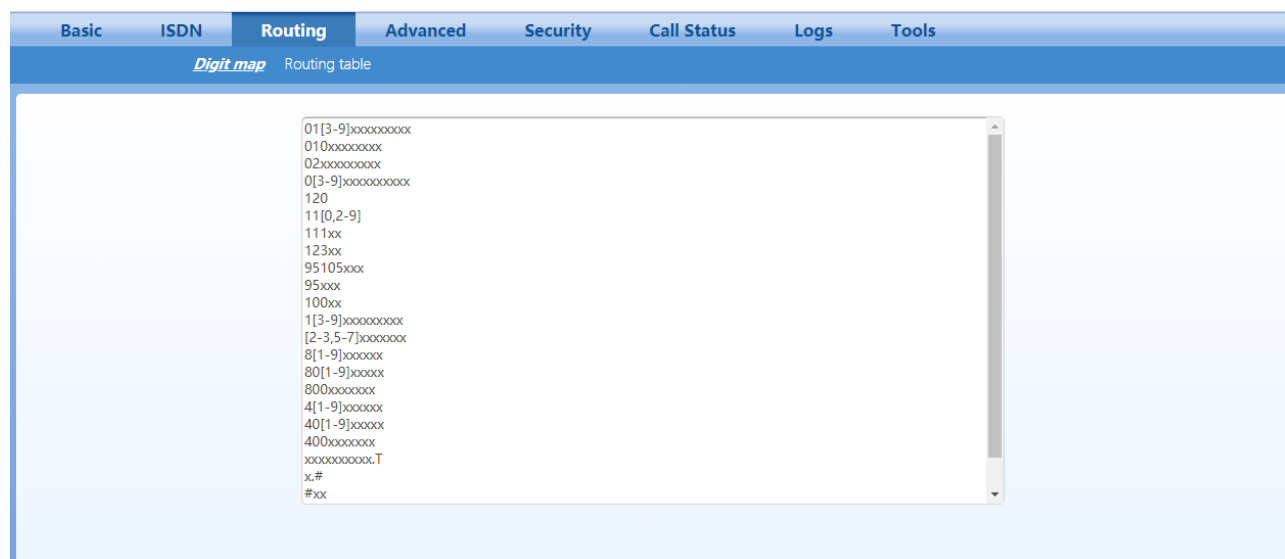 Basic ISDN Routing Advanced Security Call Status Logs Tools
Digit map Routing table
01[3-9]xxxxxxxxx
010xxxxxxxx
02xxxxxxxxx
0[3-9]xxxxxxxxxx
120
11[0,2-9]
111xx
123xx
95105xxx
95xxx
100xx
1[3-9]xxxxxxxxx
[2-3,5-7]xxxxxxx
8[1-9]xxxxxx
80[1-9]xxxxx
800xxxxxxx
4[1-9]xxxxxx
40[1-9]xxxxx
400xxxxxxx
xxxxxxxxxx.T
x.#
#xx